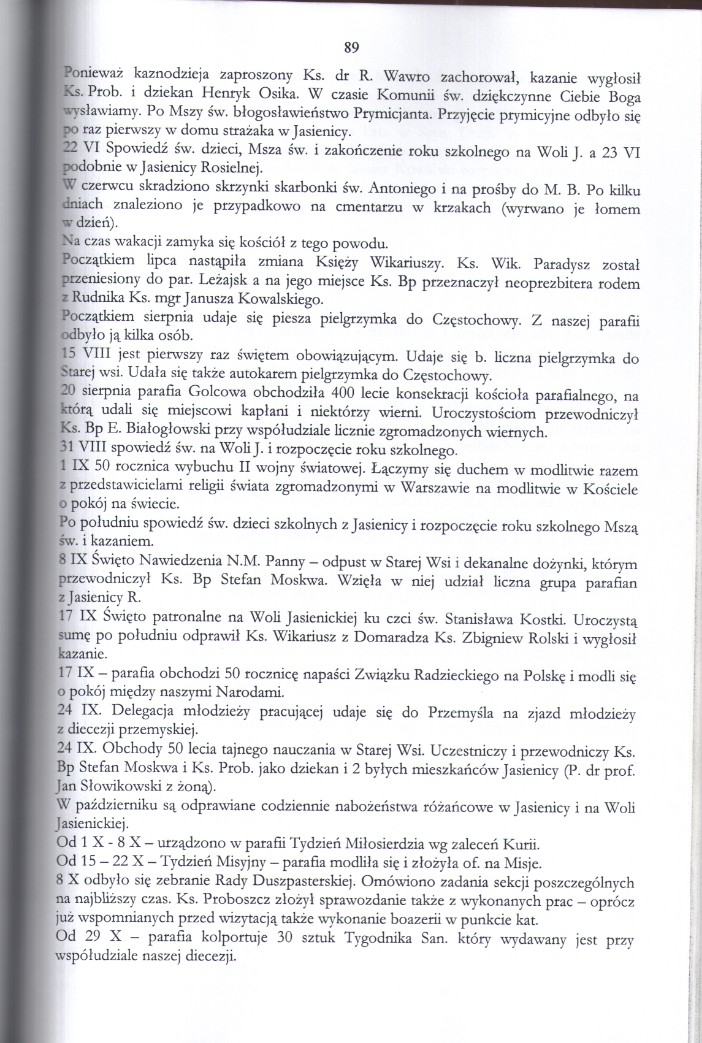 89
Ponieważ kaznodzieja zaproszony Ks. dr R. Wawro zachorował, kazanie wygłosił
Ks. Prob. i dziekan Henryk Osika. W czasie Komunii św. dziękczynne Ciebie Boga
wysławiamy. Po Mszy św. błogosławieństwo Prymicjanta. Przyjęcie prymicyjne odbyło się
po raz pierwszy w domu strażaka w Jasienicy.
22 VI Spowiedź św. dzieci, Msza św. i zakończenie roku szkolnego na Woli J. a 23 VI
podobnie w Jasienicy Rosielnej.
W czerwcu skradziono skrzynki skarbonki św. Antoniego i na prośby do M. B. Po kilku
dniach znaleziono je przypadkowo na cmentarzu w krzakach (wyrwano je łomem
w dzień).
Na czas wakacji zamyka się kościół z tego powodu.
Początkiem lipca nastąpiła zmiana Księży Wikariuszy. Ks. Wik. Paradysz został
przeniesiony do par. Leżajsk a na jego miejsce Ks. Bp przeznaczył neoprezbitera rodem
z Rudnika Ks. mgr Janusza Kowalskiego.
Początkiem sierpnia udaje się piesza pielgrzymka do Częstochowy. Z naszej parafii
odbyło ją kilka osób.
15 VIII jest pierwszy raz świętem obowiązującym. Udaje się b. liczna pielgrzymka do
Starej wsi. Udała się także autokarem pielgrzymka do Częstochowy.
20 sierpnia parafia Golcowa obchodziła 400 lecie konsekracji kościoła parafialnego, na
którą udali się miejscowi kapłani i niektórzy wierni. Uroczystościom przewodniczył
Ks. Bp E. Białogłowski przy współudziale licznie zgromadzonych wiernych.
31 VIII spowiedź św. na Woli J. i rozpoczęcie roku szkolnego.
1 IX 50 rocznica wybuchu II wojny światowej. Łączymy się duchem w modlitwie razem
z przedstawicielami religii świata zgromadzonymi w Warszawie na modlitwie w Kościele
o pokój na świecie.
Po południu spowiedź św. dzieci szkolnych z Jasienicy i rozpoczęcie roku szkolnego Mszą
św. i kazaniem.
8 IX Święto Nawiedzenia N.M. Panny – odpust w Starej Wsi i dekanalne dożynki, którym
przewodniczył Ks. Bp Stefan Moskwa. Wzięła w niej udział liczna grupa parafian
z Jasienicy R.
17 IX Święto patronalne na Woli Jasienickiej ku czci św. Stanisława Kostki. Uroczystą
sumę po południu odprawił Ks. Wikariusz z Domaradza Ks. Zbigniew Rolski i wygłosił
kazanie.
17 IX – parafia obchodzi 50 rocznicę napaści Związku Radzieckiego na Polskę i modli się
o pokój między naszymi Narodami.
24 IX. Delegacja młodzieży pracującej udaje się do Przemyśla na zjazd młodzieży
z diecezji przemyskiej.
24 IX. Obchody 50 lecia tajnego nauczania w Starej Wsi. Uczestniczy i przewodniczy Ks.
Bp Stefan Moskwa i Ks. Prob. jako dziekan i 2 byłych mieszkańców Jasienicy (P. dr prof.
Jan Słowikowski z żoną).
W październiku są odprawiane codziennie nabożeństwa różańcowe w Jasienicy i na Woli
Jasienickiej.
Od 1 X - 8 X – urządzono w parafii Tydzień Miłosierdzia wg zaleceń Kurii.
Od 15 – 22 X – Tydzień Misyjny – parafia modliła się i złożyła of. na Misje.
8 X odbyło się zebranie Rady Duszpasterskiej. Omówiono zadania sekcji poszczególnych
na najbliższy czas. Ks. Proboszcz złożył sprawozdanie także z wykonanych prac – oprócz
już wspomnianych przed wizytacją także wykonanie boazerii w punkcie kat.
Od 29 X – parafia kolportuje 30 sztuk Tygodnika San. który wydawany jest przy
współudziale naszej diecezji.